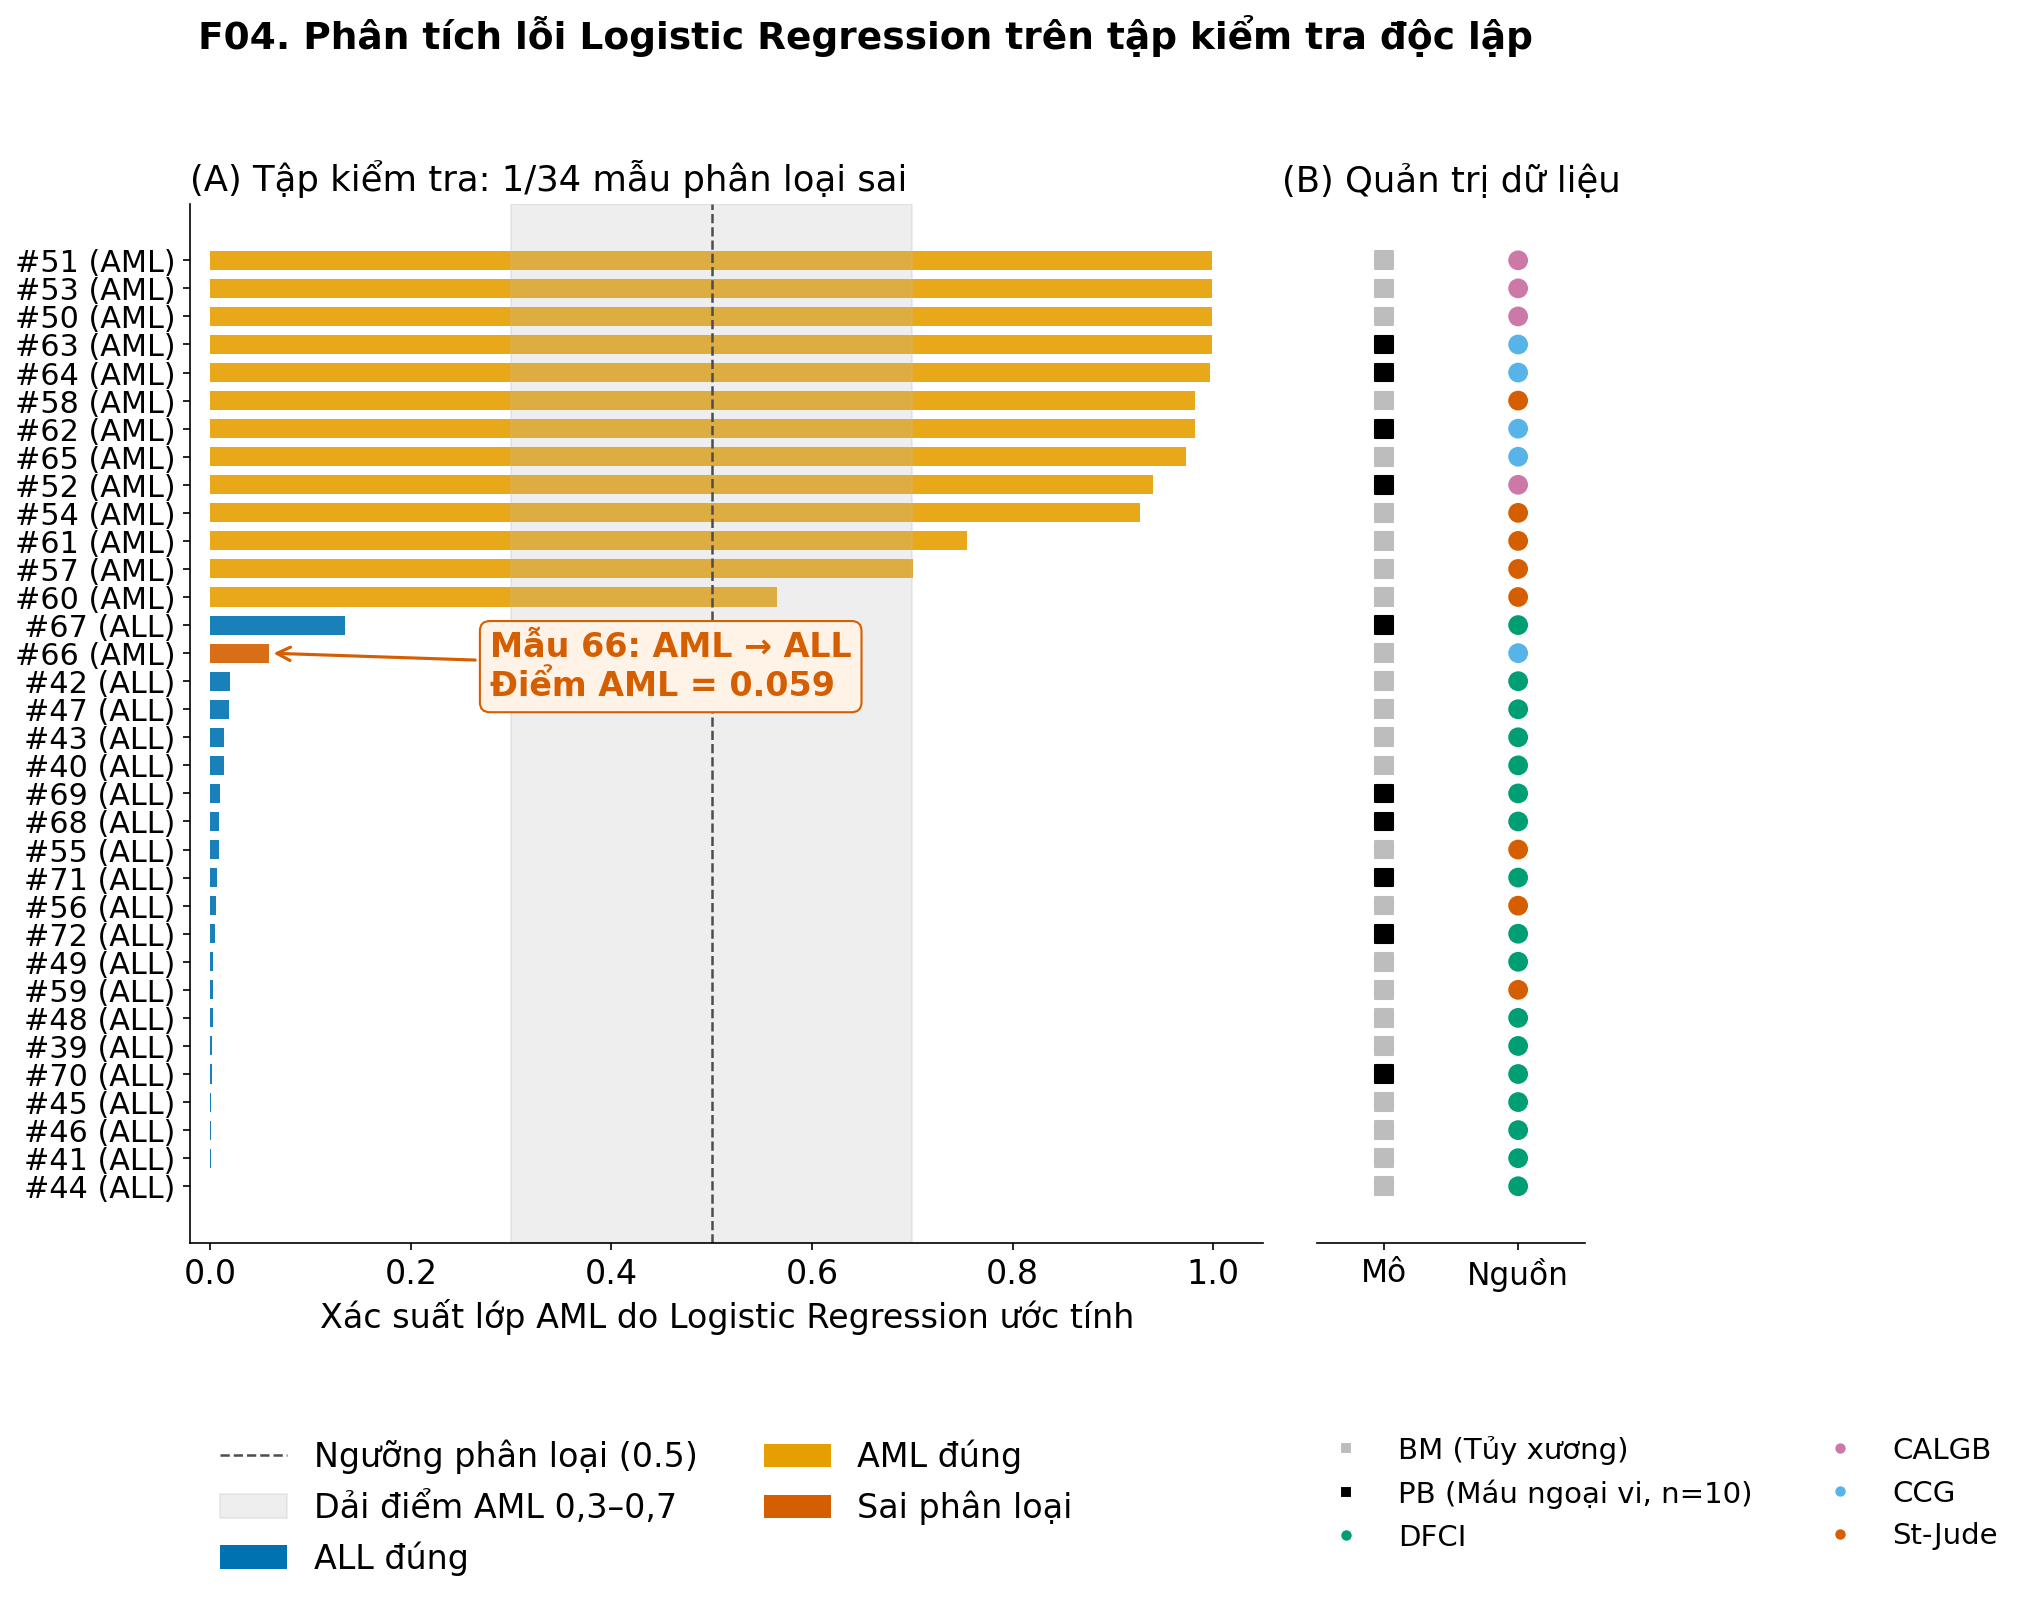 F04. Phân tích lỗi Logistic Regression trên tập kiểm tra độc lập
(A) Tập kiểm tra: 1/34 mẫu phân loại sai
#51 (AML)
#53 (AML)
#50 (AML)
#63 (AML)
#64 (AML)
#58 (AML)
#62 (AML)
#65 (AML)
#52 (AML)
#54 (AML)
#61 (AML)
#57 (AML)
#60 (AML)
#67 (ALL)
#66 (AML)
#42 (ALL)
#47 (ALL)
#43 (ALL)
#40 (ALL)
#69 (ALL)
#68 (ALL)
#55 (ALL)
#71 (ALL)
#56 (ALL)
#72 (ALL)
#49 (ALL)
#59 (ALL)
#48 (ALL)
#39 (ALL)
#70 (ALL)
#45 (ALL)
#46 (ALL)
#41 (ALL)
#44 (ALL)
Mẫu 66: AML → ALL
Điểm AML = 0.059
0.0 0.2 0.4 0.6 0.8 1.0
Xác suất lớp AML do Logistic Regression ước tính
(B) Quản trị dữ liệu
Mô Nguồn
Ngưỡng phân loại (0.5)
Dải điểm AML 0,3–0,7
ALL đúng
AML đúng
Sai phân loại
BM (Tủy xương)
PB (Máu ngoại vi, n=10)
DFCI
CALGB
CCG
St-Jude